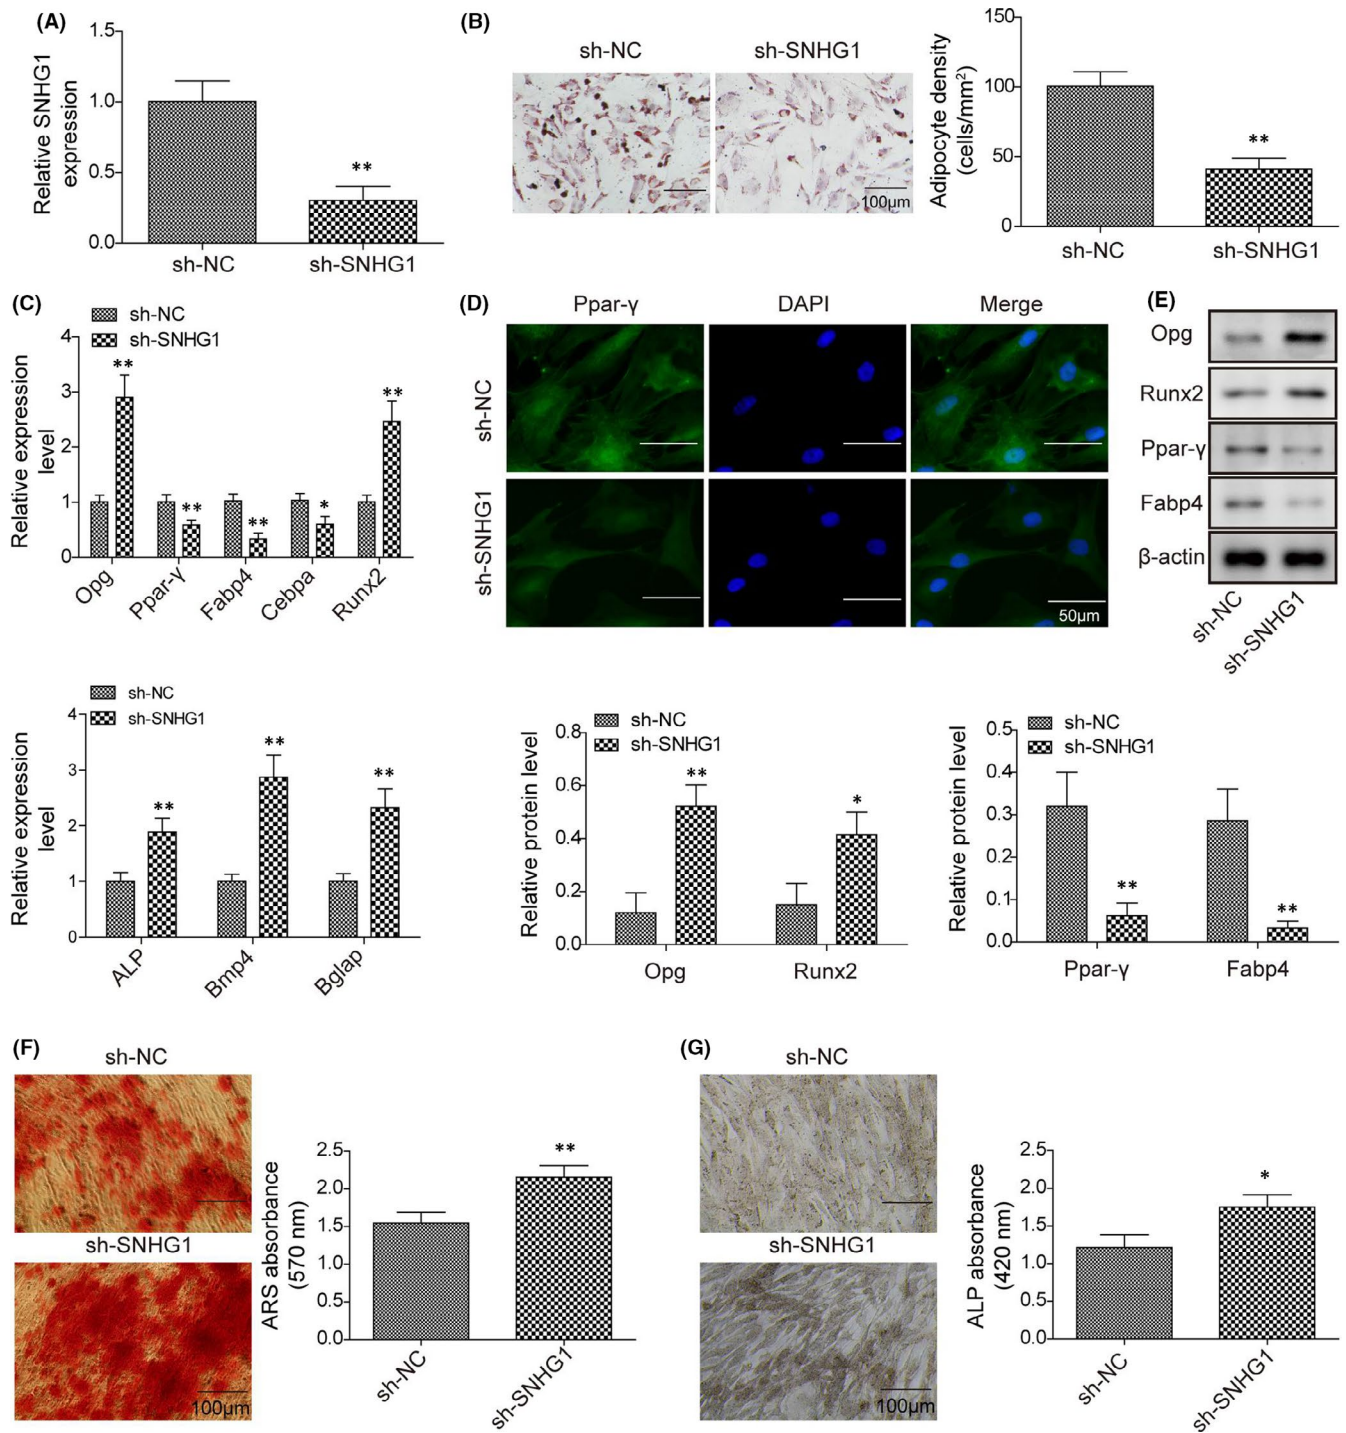 (A)
Relative SNHG1
expression
1.5
1.0
0.5
0.0
**
sh-NC
sh-SNHG1
(B)
sh-NC
sh-SNHG1
100μm
Adipocyte density
(cells/mm²)
150
100
50
0
**
sh-NC
sh-SNHG1
(C)
sh-NC
sh-SNHG1
Relative expression
level
4
3
2
1
0
**
**
**
*
**
Opg
Ppar-γ
Fabp4
Cebpa
Runx2
sh-NC
sh-SNHG1
Relative expression
level
4
3
2
1
0
**
**
**
ALP
Bmp4
Bglap
(D)
Ppar-γ
DAPI
Merge
sh-NC
sh-SNHG1
50μm
(E)
Opg
Runx2
Ppar-γ
Fabp4
β-actin
sh-NC
sh-SNHG1
sh-NC
sh-SNHG1
Relative protein level
0.8
0.6
0.4
0.2
0.0
**
*
Opg
Runx2
sh-NC
sh-SNHG1
Relative protein level
0.5
0.4
0.3
0.2
0.1
0.0
**
**
Ppar-γ
Fabp4
(F)
sh-NC
sh-SNHG1
100μm
ARS absorbance
(570 nm)
2.5
2.0
1.5
1.0
0.5
0.0
**
sh-NC
sh-SNHG1
(G)
sh-NC
sh-SNHG1
100μm
ALP absorbance
(420 nm)
2.5
2.0
1.5
1.0
0.5
0.0
*
sh-NC
sh-SNHG1